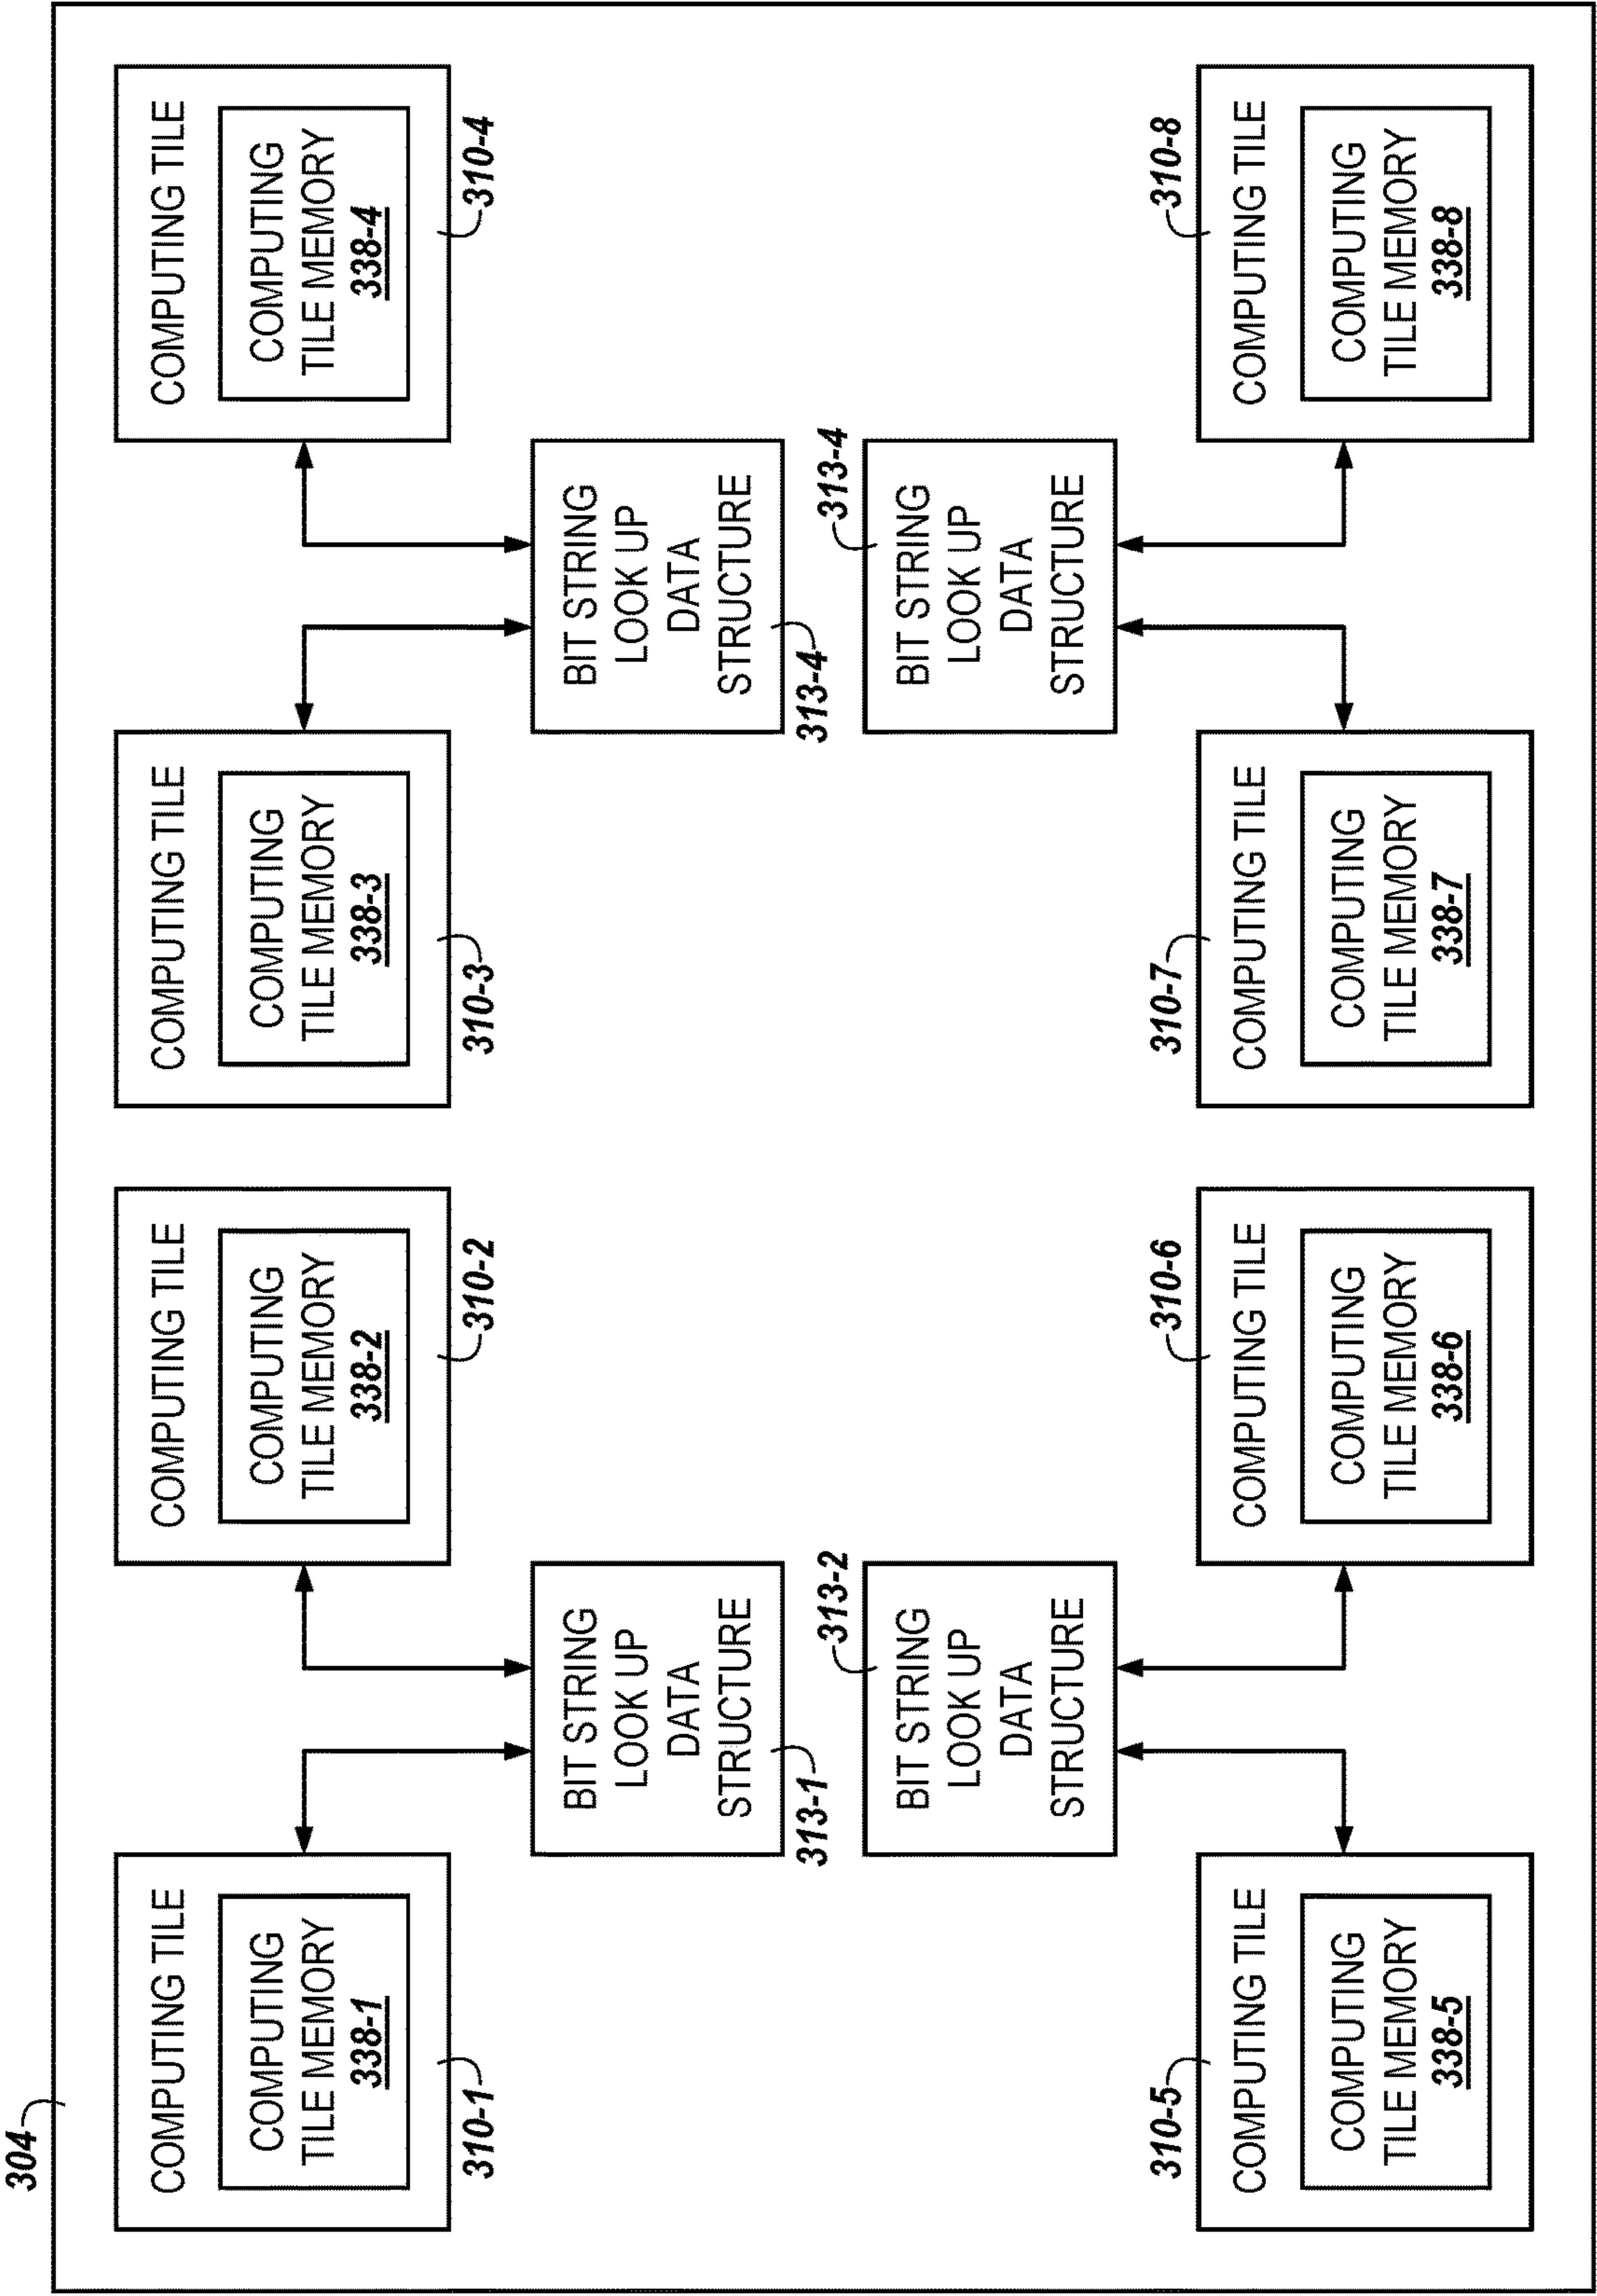 304
COMPUTING TILE
COMPUTING
TILE MEMORY
338-1
310-1
COMPUTING TILE
COMPUTING
TILE MEMORY
338-2
310-2
COMPUTING TILE
COMPUTING
TILE MEMORY
338-3
310-3
COMPUTING TILE
COMPUTING
TILE MEMORY
338-4
310-4
BIT STRING
LOOK UP
DATA
STRUCTURE
313-1
BIT STRING
LOOK UP
DATA
STRUCTURE
313-4
313-2
BIT STRING
LOOK UP
DATA
STRUCTURE
313-4
BIT STRING
LOOK UP
DATA
STRUCTURE
310-5
COMPUTING TILE
COMPUTING
TILE MEMORY
338-5
310-6
COMPUTING TILE
COMPUTING
TILE MEMORY
338-6
310-7
COMPUTING TILE
COMPUTING
TILE MEMORY
338-7
310-8
COMPUTING TILE
COMPUTING
TILE MEMORY
338-8